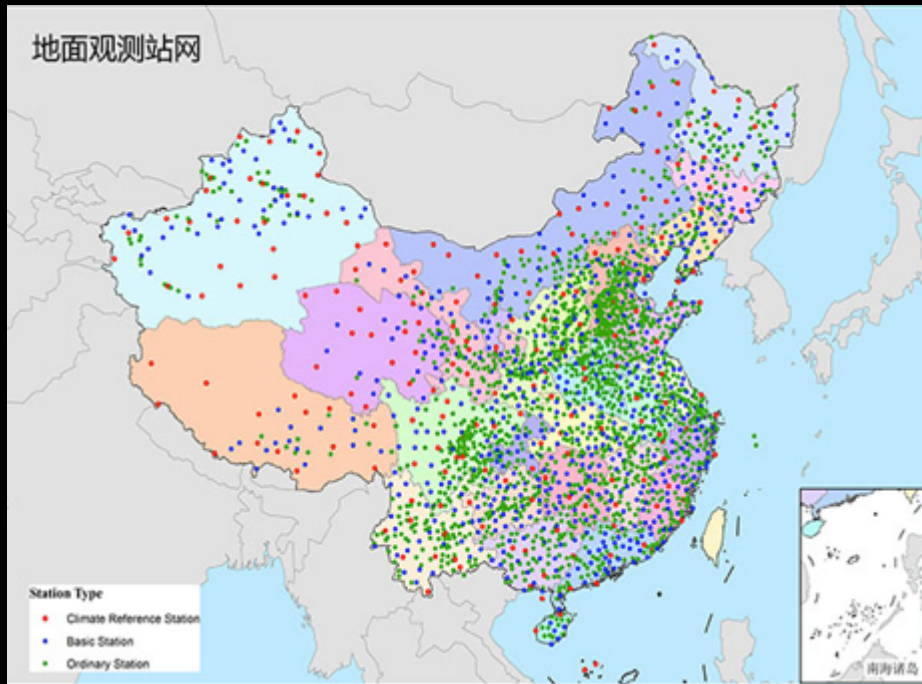 地面观测站网
Station Type
Climate Reference Station
Basic Station
Ordinary Station
南海诸岛